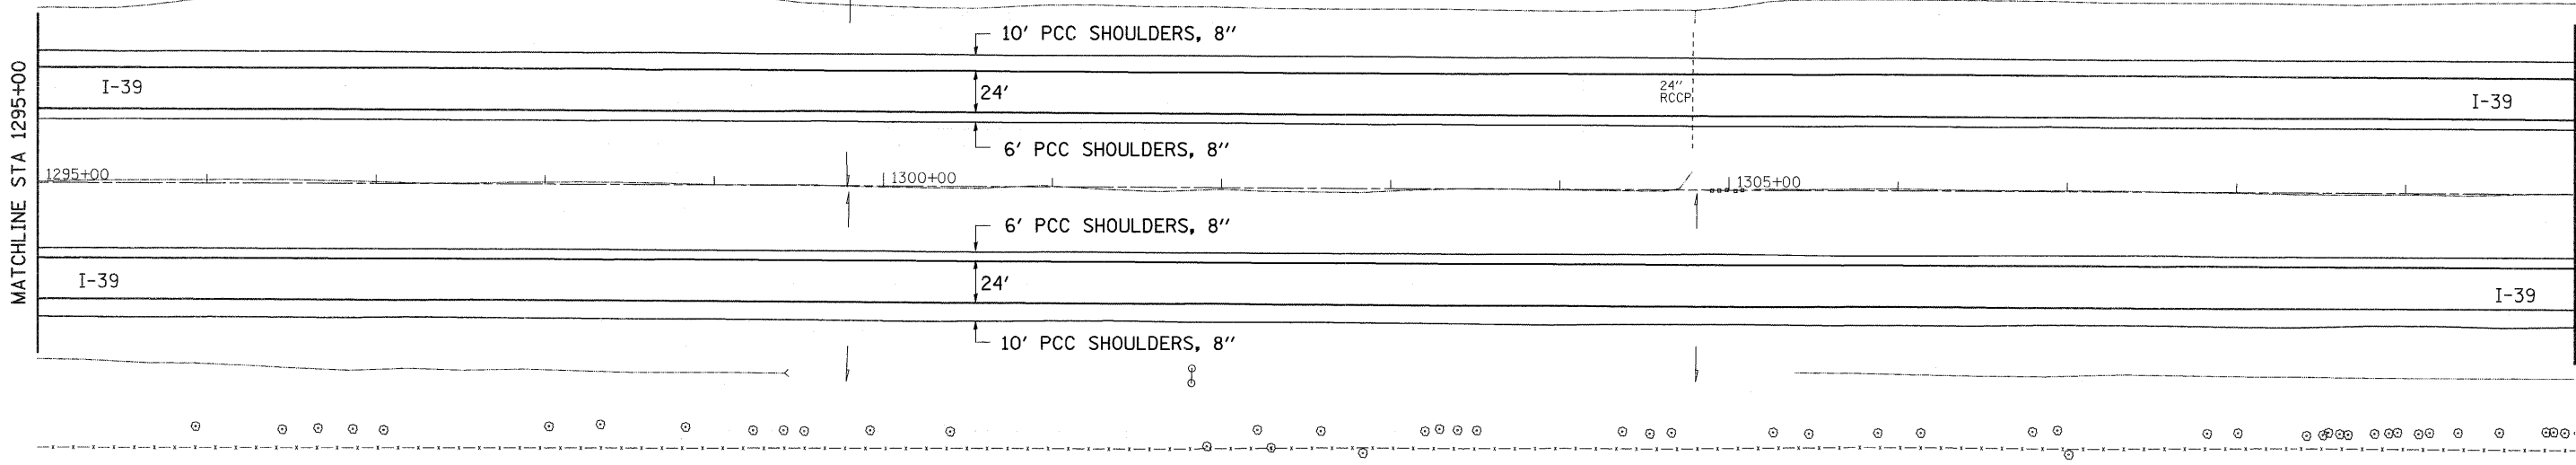 10' PCC SHOULDERS, 8"
MATCHLINE STA 1295+00
I-39
24'
24"
RCCP
I-39
6' PCC SHOULDERS, 8"
1295+00
1300+00
1305+00
6' PCC SHOULDERS, 8"
I-39
24'
I-39
10' PCC SHOULDERS, 8"